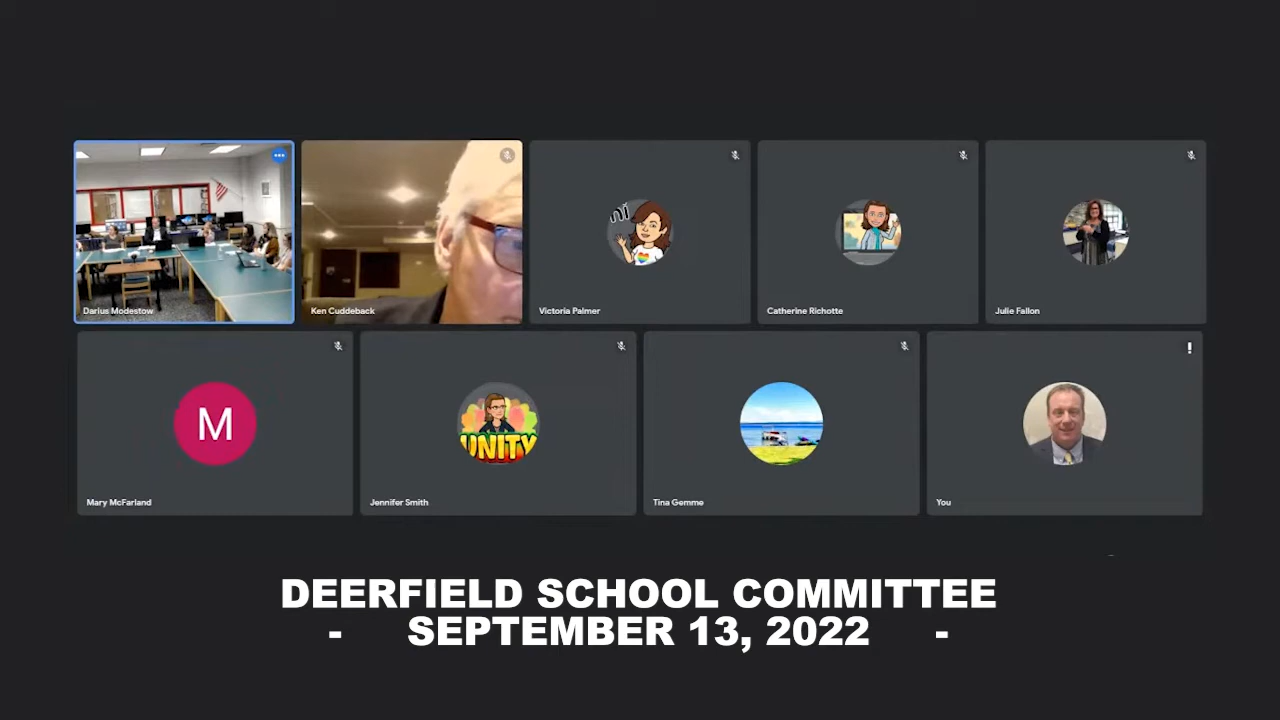 Darius Modestow
Ken Cuddeback
ni
Victoria Palmer
Catherine Richotte
Julie Fallon
M
Mary McFarland
UNITY
Jennifer Smith
Tina Gemme
You
DEERFIELD SCHOOL COMMITTEE
- SEPTEMBER 13, 2022 -